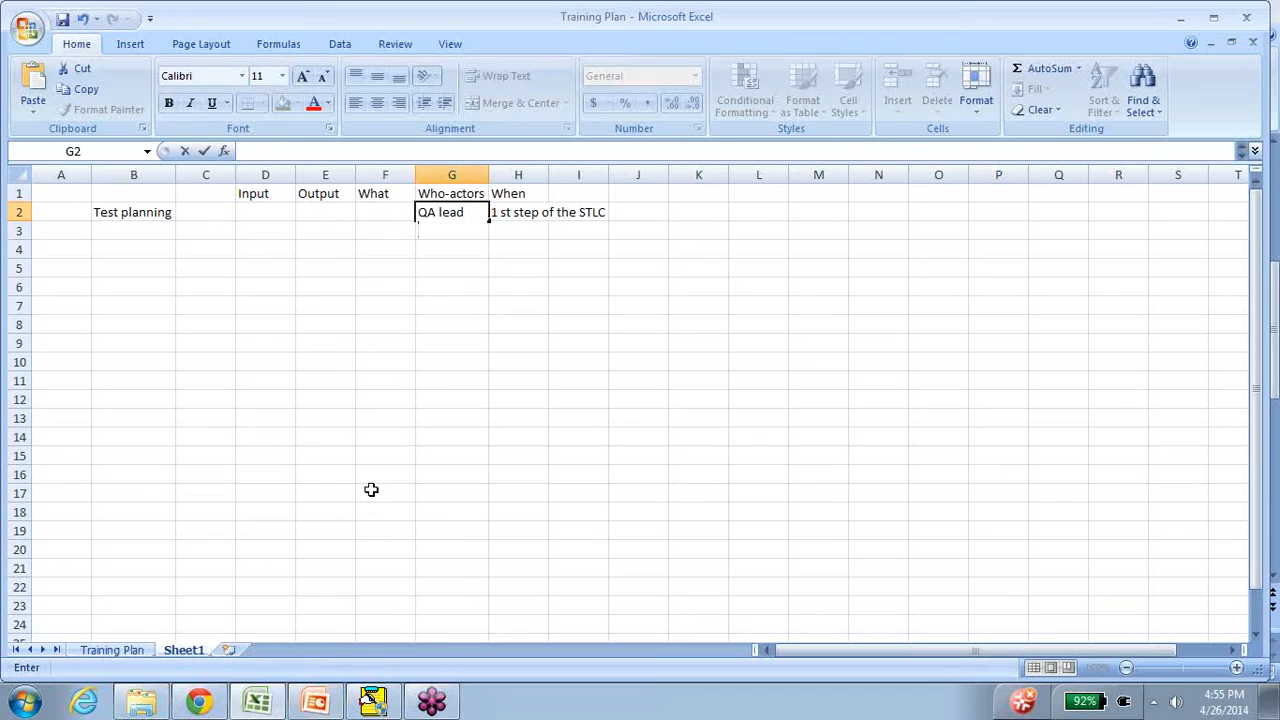 Training Plan - Microsoft Excel
Home Insert Page Layout Formulas Data Review View
Paste
Cut
Copy
Format Painter
Clipboard
Calibri 11
B I U
Font
Wrap Text
Merge & Center
Alignment
General
$ % ,
Number
Conditional Formatting
Format as Table
Cell Styles
Styles
Insert Delete Format
Cells
Σ AutoSum
Fill
Clear
Sort & Filter
Find & Select
Editing
G2
fx
A B C D E F G H I J K L M N O P Q R S T
1 Input Output What Who-actors When
2 Test planning QA lead 1 st step of the STLC
3
4
5
6
7
8
9
10
11
12
13
14
15
16
17
18
19
20
21
22
23
24
25
Training Plan Sheet1
Enter 100%
92% 4:55 PM
4/26/2014